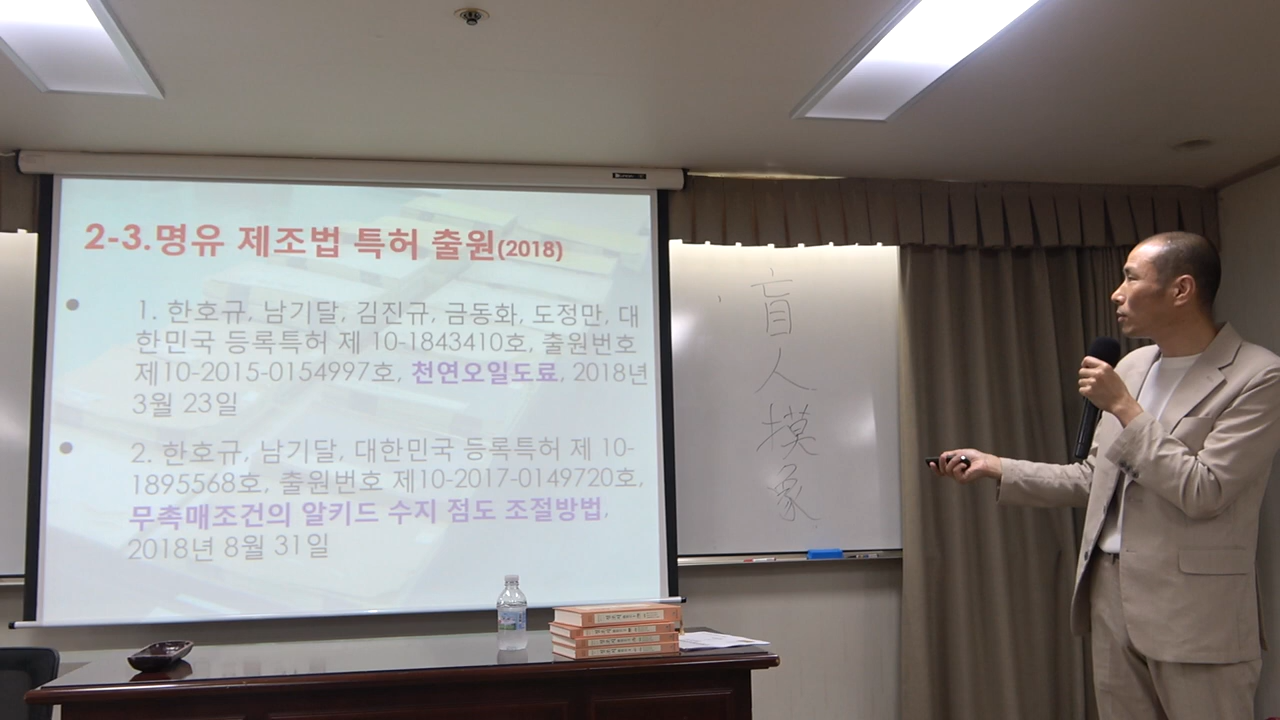 2-3.명유 제조법 특허 출원(2018)
1. 한호규, 남기달, 김진규, 금동화, 도정만, 대
한민국 등록특허 제 10-1843410호, 출원번호
제10-2015-0154997호, 천연오일도료, 2018년
3월 23일
2. 한호규, 남기달, 대한민국 등록특허 제 10-
1895568호, 출원번호 제10-2017-0149720호,
무촉매조건의 알키드 수지 점도 조절방법,
2018년 8월 31일
盲
人
摸
象